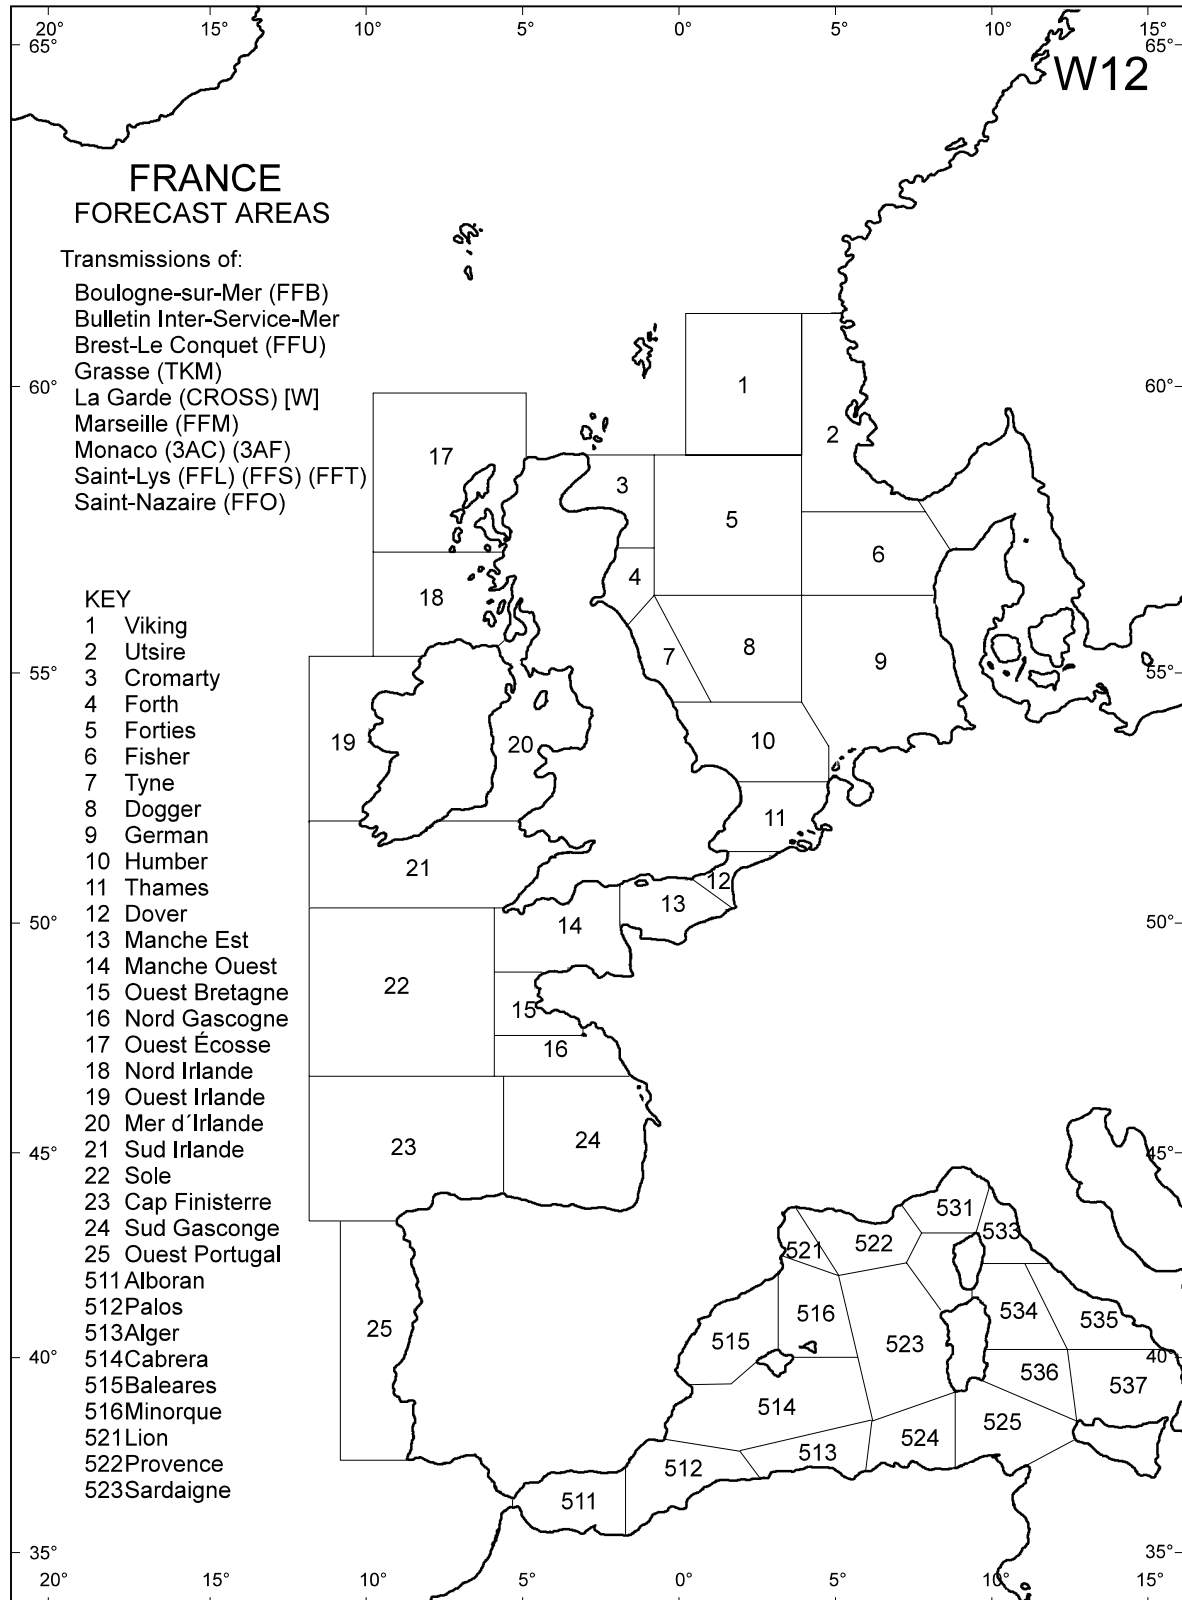 20° 15° 10° 5° 0° 5° 10° 15°
65° 65°
W12
FRANCE
FORECAST AREAS
Transmissions of:
Boulogne-sur-Mer (FFB)
Bulletin Inter-Service-Mer
Brest-Le Conquet (FFU)
Grasse (TKM)
La Garde (CROSS) [W]
Marseille (FFM)
Monaco (3AC) (3AF)
Saint-Lys (FFL) (FFS) (FFT)
Saint-Nazaire (FFO)
60° 1 60°
2
17
3
5
6
4
18
KEY
1 Viking
2 Utsire
3 Cromarty
4 Forth
5 Forties
6 Fisher
7 Tyne
8 Dogger
9 German
10 Humber
11 Thames
12 Dover
13 Manche Est
14 Manche Ouest
15 Ouest Bretagne
16 Nord Gascogne
17 Ouest Écosse
18 Nord Irlande
19 Ouest Irlande
20 Mer d´Irlande
21 Sud Irlande
22 Sole
23 Cap Finisterre
24 Sud Gasconge
25 Ouest Portugal
511 Alboran
512 Palos
513 Alger
514 Cabrera
515 Baleares
516 Minorque
521 Lion
522 Provence
523 Sardaigne
7 8 9
55° 55°
19 20 10
11
21 12
13
50° 14 50°
22
15
16
23 24
45° 45°
531
533
521 522
516 534 535
25 515 523
40° 40°
536 537
514
525
524
513
512
511
35° 35°
20° 15° 10° 5° 0° 5° 10° 15°